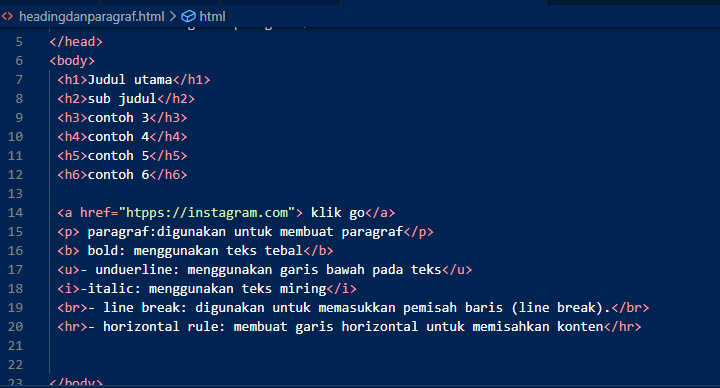 headingdanparagraf.html > html
5 </head>
6 <body>
7 <h1>Judul utama</h1>
8 <h2>sub judul</h2>
9 <h3>contoh 3</h3>
10 <h4>contoh 4</h4>
11 <h5>contoh 5</h5>
12 <h6>contoh 6</h6>
13
14 <a href="htpps://instagram.com"> klik go</a>
15 <p> paragraf:digunakan untuk membuat paragraf</p>
16 <b> bold: menggunakan teks tebal</b>
17 <u>- unduerline: menggunakan garis bawah pada teks</u>
18 <i>-italic: menggunakan teks miring</i>
19 <br>- line break: digunakan untuk memasukkan pemisah baris (line break).</br>
20 <hr>- horizontal rule: membuat garis horizontal untuk memisahkan konten</hr>
21
22
23 </body>